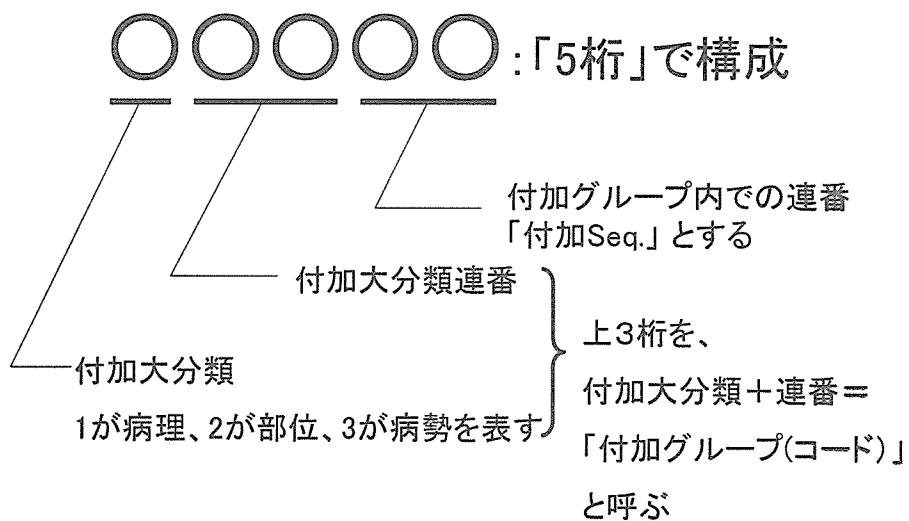 ○○○○○:「5桁」で構成
付加グループ内での連番
「付加Seq.」とする
付加大分類連番
付加大分類
1が病理、2が部位、3が病勢を表す
上3桁を、
付加大分類+連番=
「付加グループ(コード)」
と呼ぶ